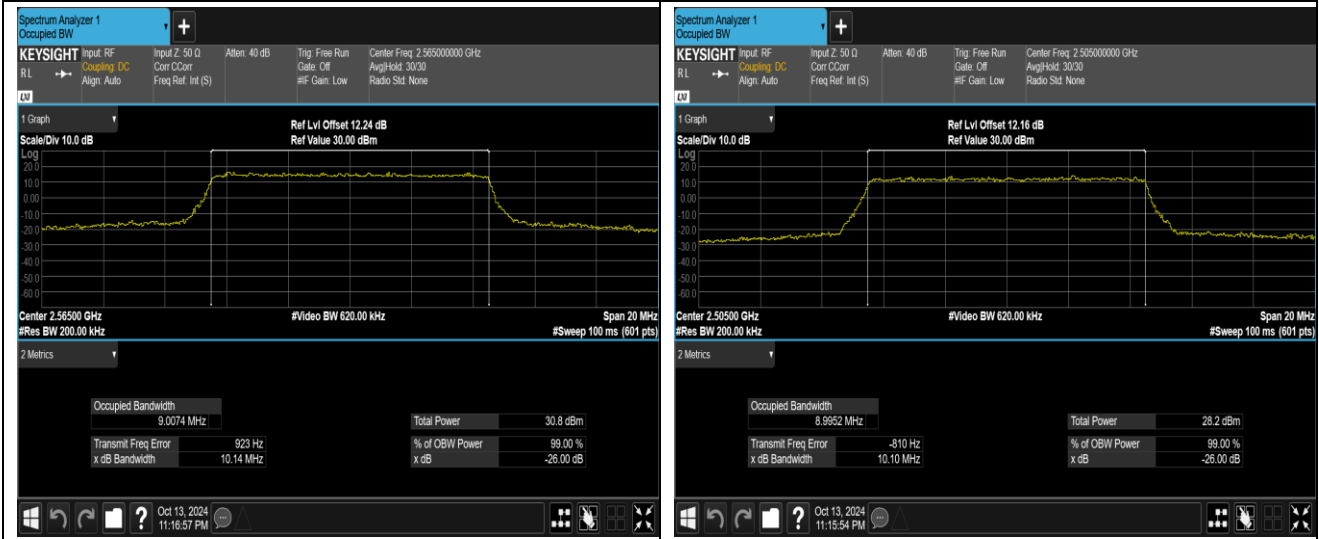 Spectrum Analyzer 1
Occupied BW
+
KEYSIGHT Input: RF Input Z: 50 Ω Atten: 40 dB Trig: Free Run Center Freq: 2.565000000 GHz
R L Coupling: DC Corr CCorr Gate: Off Avg|Hold: 30/30
Align: Auto Freq Ref: Int (S) #IF Gain: Low Radio Std: None
LXI
1 Graph
Ref Lvl Offset 12.24 dB
Scale/Div 10.0 dB Ref Value 30.00 dBm
Log
20.0
10.0
0.00
-10.0
-20.0
-30.0
-40.0
-50.0
-60.0
Center 2.56500 GHz #Video BW 620.00 kHz Span 20 MHz
#Res BW 200.00 kHz #Sweep 100 ms (601 pts)
2 Metrics
Occupied Bandwidth
9.0074 MHz Total Power 30.8 dBm
Transmit Freq Error 923 Hz % of OBW Power 99.00 %
x dB Bandwidth 10.14 MHz x dB -26.00 dB
? Oct 13, 2024
11:16:57 PM
Spectrum Analyzer 1
Occupied BW
+
KEYSIGHT Input: RF Input Z: 50 Ω Atten: 40 dB Trig: Free Run Center Freq: 2.505000000 GHz
R L Coupling: DC Corr CCorr Gate: Off Avg|Hold: 30/30
Align: Auto Freq Ref: Int (S) #IF Gain: Low Radio Std: None
LXI
1 Graph
Ref Lvl Offset 12.16 dB
Scale/Div 10.0 dB Ref Value 30.00 dBm
Log
20.0
10.0
0.00
-10.0
-20.0
-30.0
-40.0
-50.0
-60.0
Center 2.50500 GHz #Video BW 620.00 kHz Span 20 MHz
#Res BW 200.00 kHz #Sweep 100 ms (601 pts)
2 Metrics
Occupied Bandwidth
8.9952 MHz Total Power 28.2 dBm
Transmit Freq Error -810 Hz % of OBW Power 99.00 %
x dB Bandwidth 10.10 MHz x dB -26.00 dB
? Oct 13, 2024
11:15:54 PM